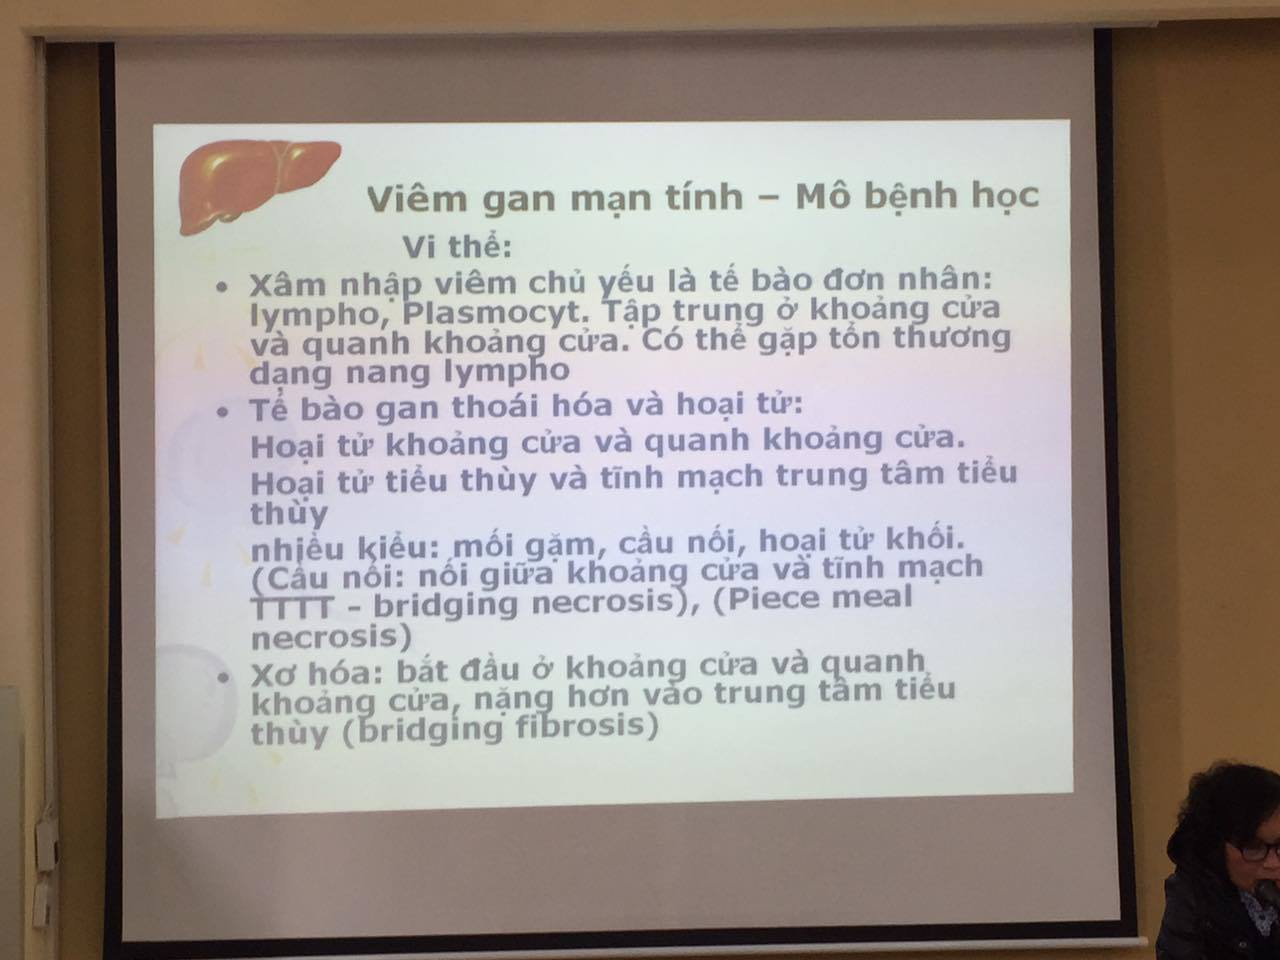 Viêm gan mạn tính – Mô bệnh học
Vi thể:
• Xâm nhập viêm chủ yếu là tế bào đơn nhân:
lympho, Plasmocyt. Tập trung ở khoảng cửa
và quanh khoảng cửa. Có thể gặp tổn thương
dạng nang lympho
• Tế bào gan thoái hóa và hoại tử:
Hoại tử khoảng cửa và quanh khoảng cửa.
Hoại tử tiểu thùy và tĩnh mạch trung tâm tiểu
thùy
nhiều kiểu: mối gặm, cầu nối, hoại tử khối.
(Cầu nối: nối giữa khoảng cửa và tĩnh mạch
TTTT - bridging necrosis), (Piece meal
necrosis)
• Xơ hóa: bắt đầu ở khoảng cửa và quanh
khoảng cửa, nặng hơn vào trung tâm tiểu
thùy (bridging fibrosis)